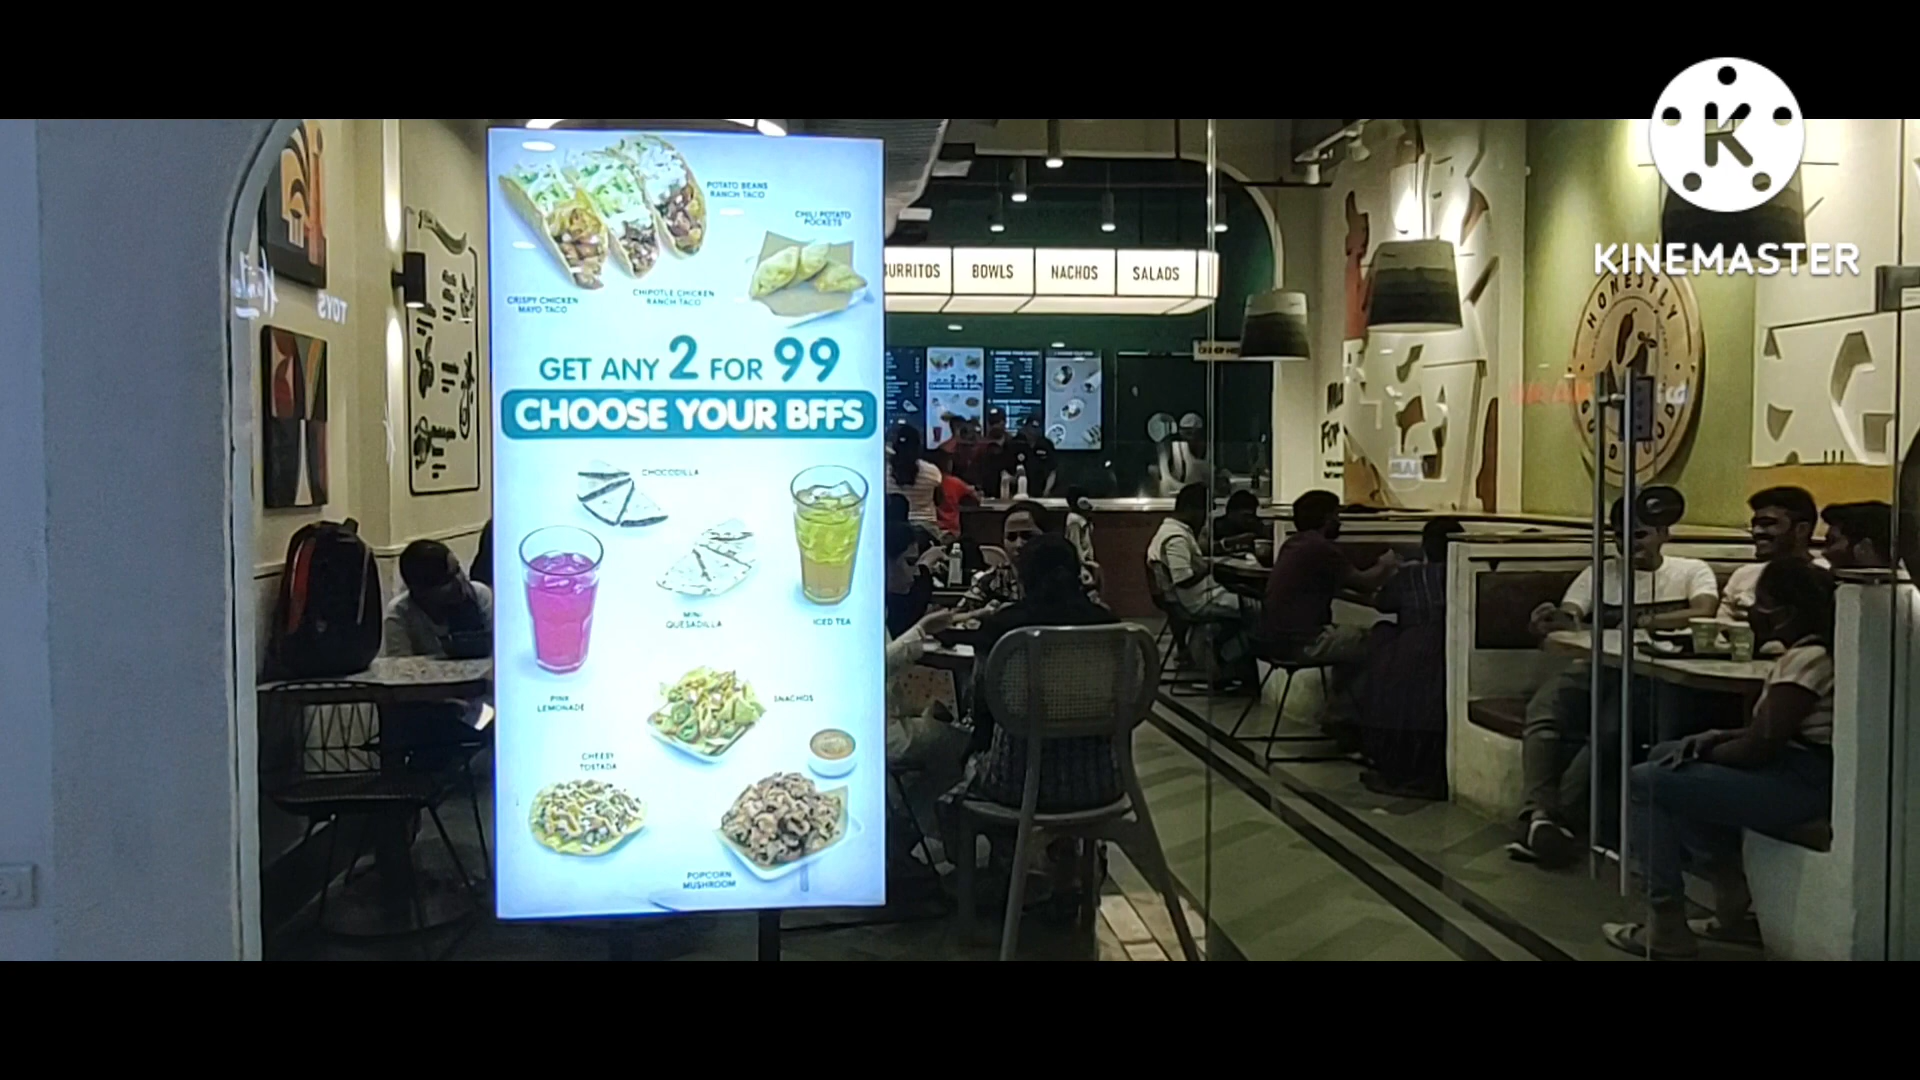 POTATO BEANS
RANCH TACO
CHILI POTATO
POCKETS
CRISPY CHICKEN
MAYO TACO
CHIPOTLE CHICKEN
RANCH TACO
GET ANY 2 FOR 99
CHOOSE YOUR BFFS
CHOCODILLA
MINI
QUESADILLA
ICED TEA
PINK
LEMONADE
SNACHOS
CHEESY
TOSTADA
POPCORN
MUSHROOM
BURRITOS
BOWLS
NACHOS
SALADS
KINEMASTER
HONESTLY
TOYS